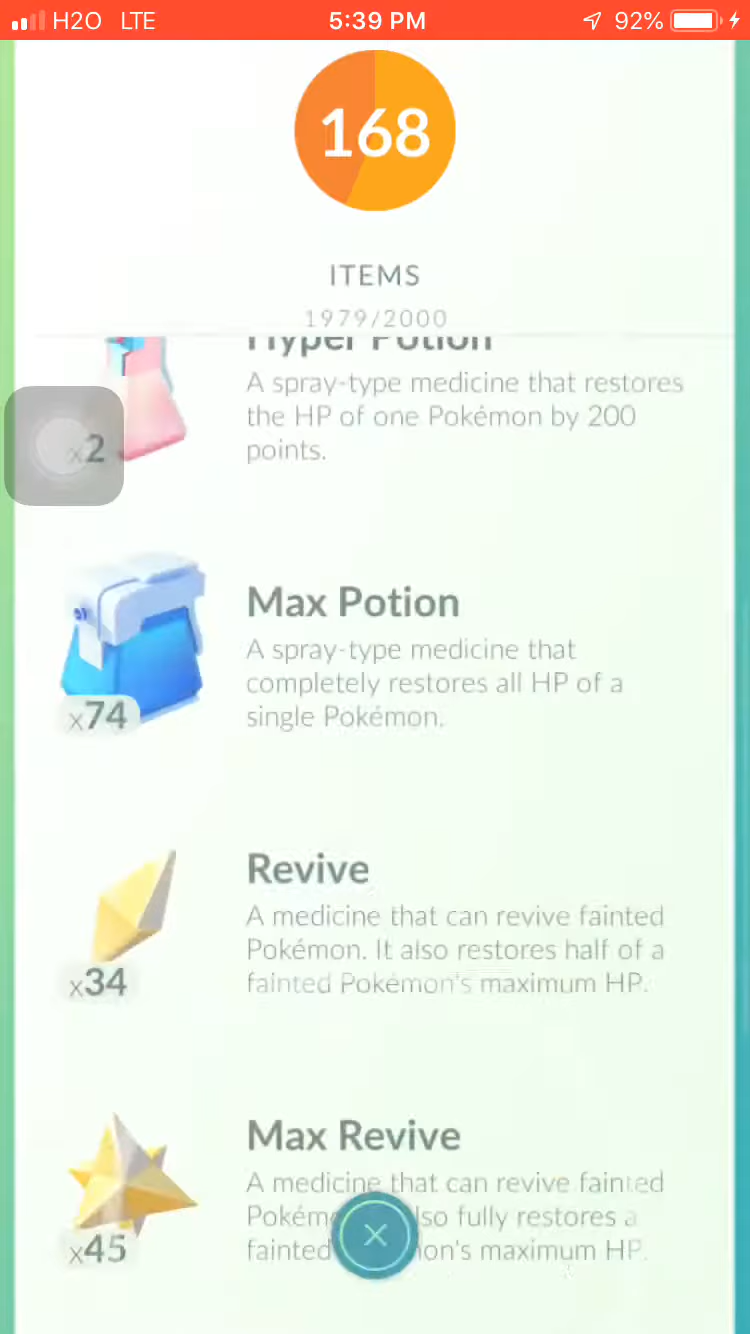 H2O LTE 5:39 PM 92%
168
ITEMS
1979/2000
Hyper Potion
A spray-type medicine that restores
the HP of one Pokémon by 200
points.
x2
Max Potion
A spray-type medicine that
completely restores all HP of a
single Pokémon.
x74
Revive
A medicine that can revive fainted
Pokémon. It also restores half of a
fainted Pokémon's maximum HP.
x34
Max Revive
A medicine that can revive fainted
Pokém lso fully restores a
fainted on's maximum HP.
x45